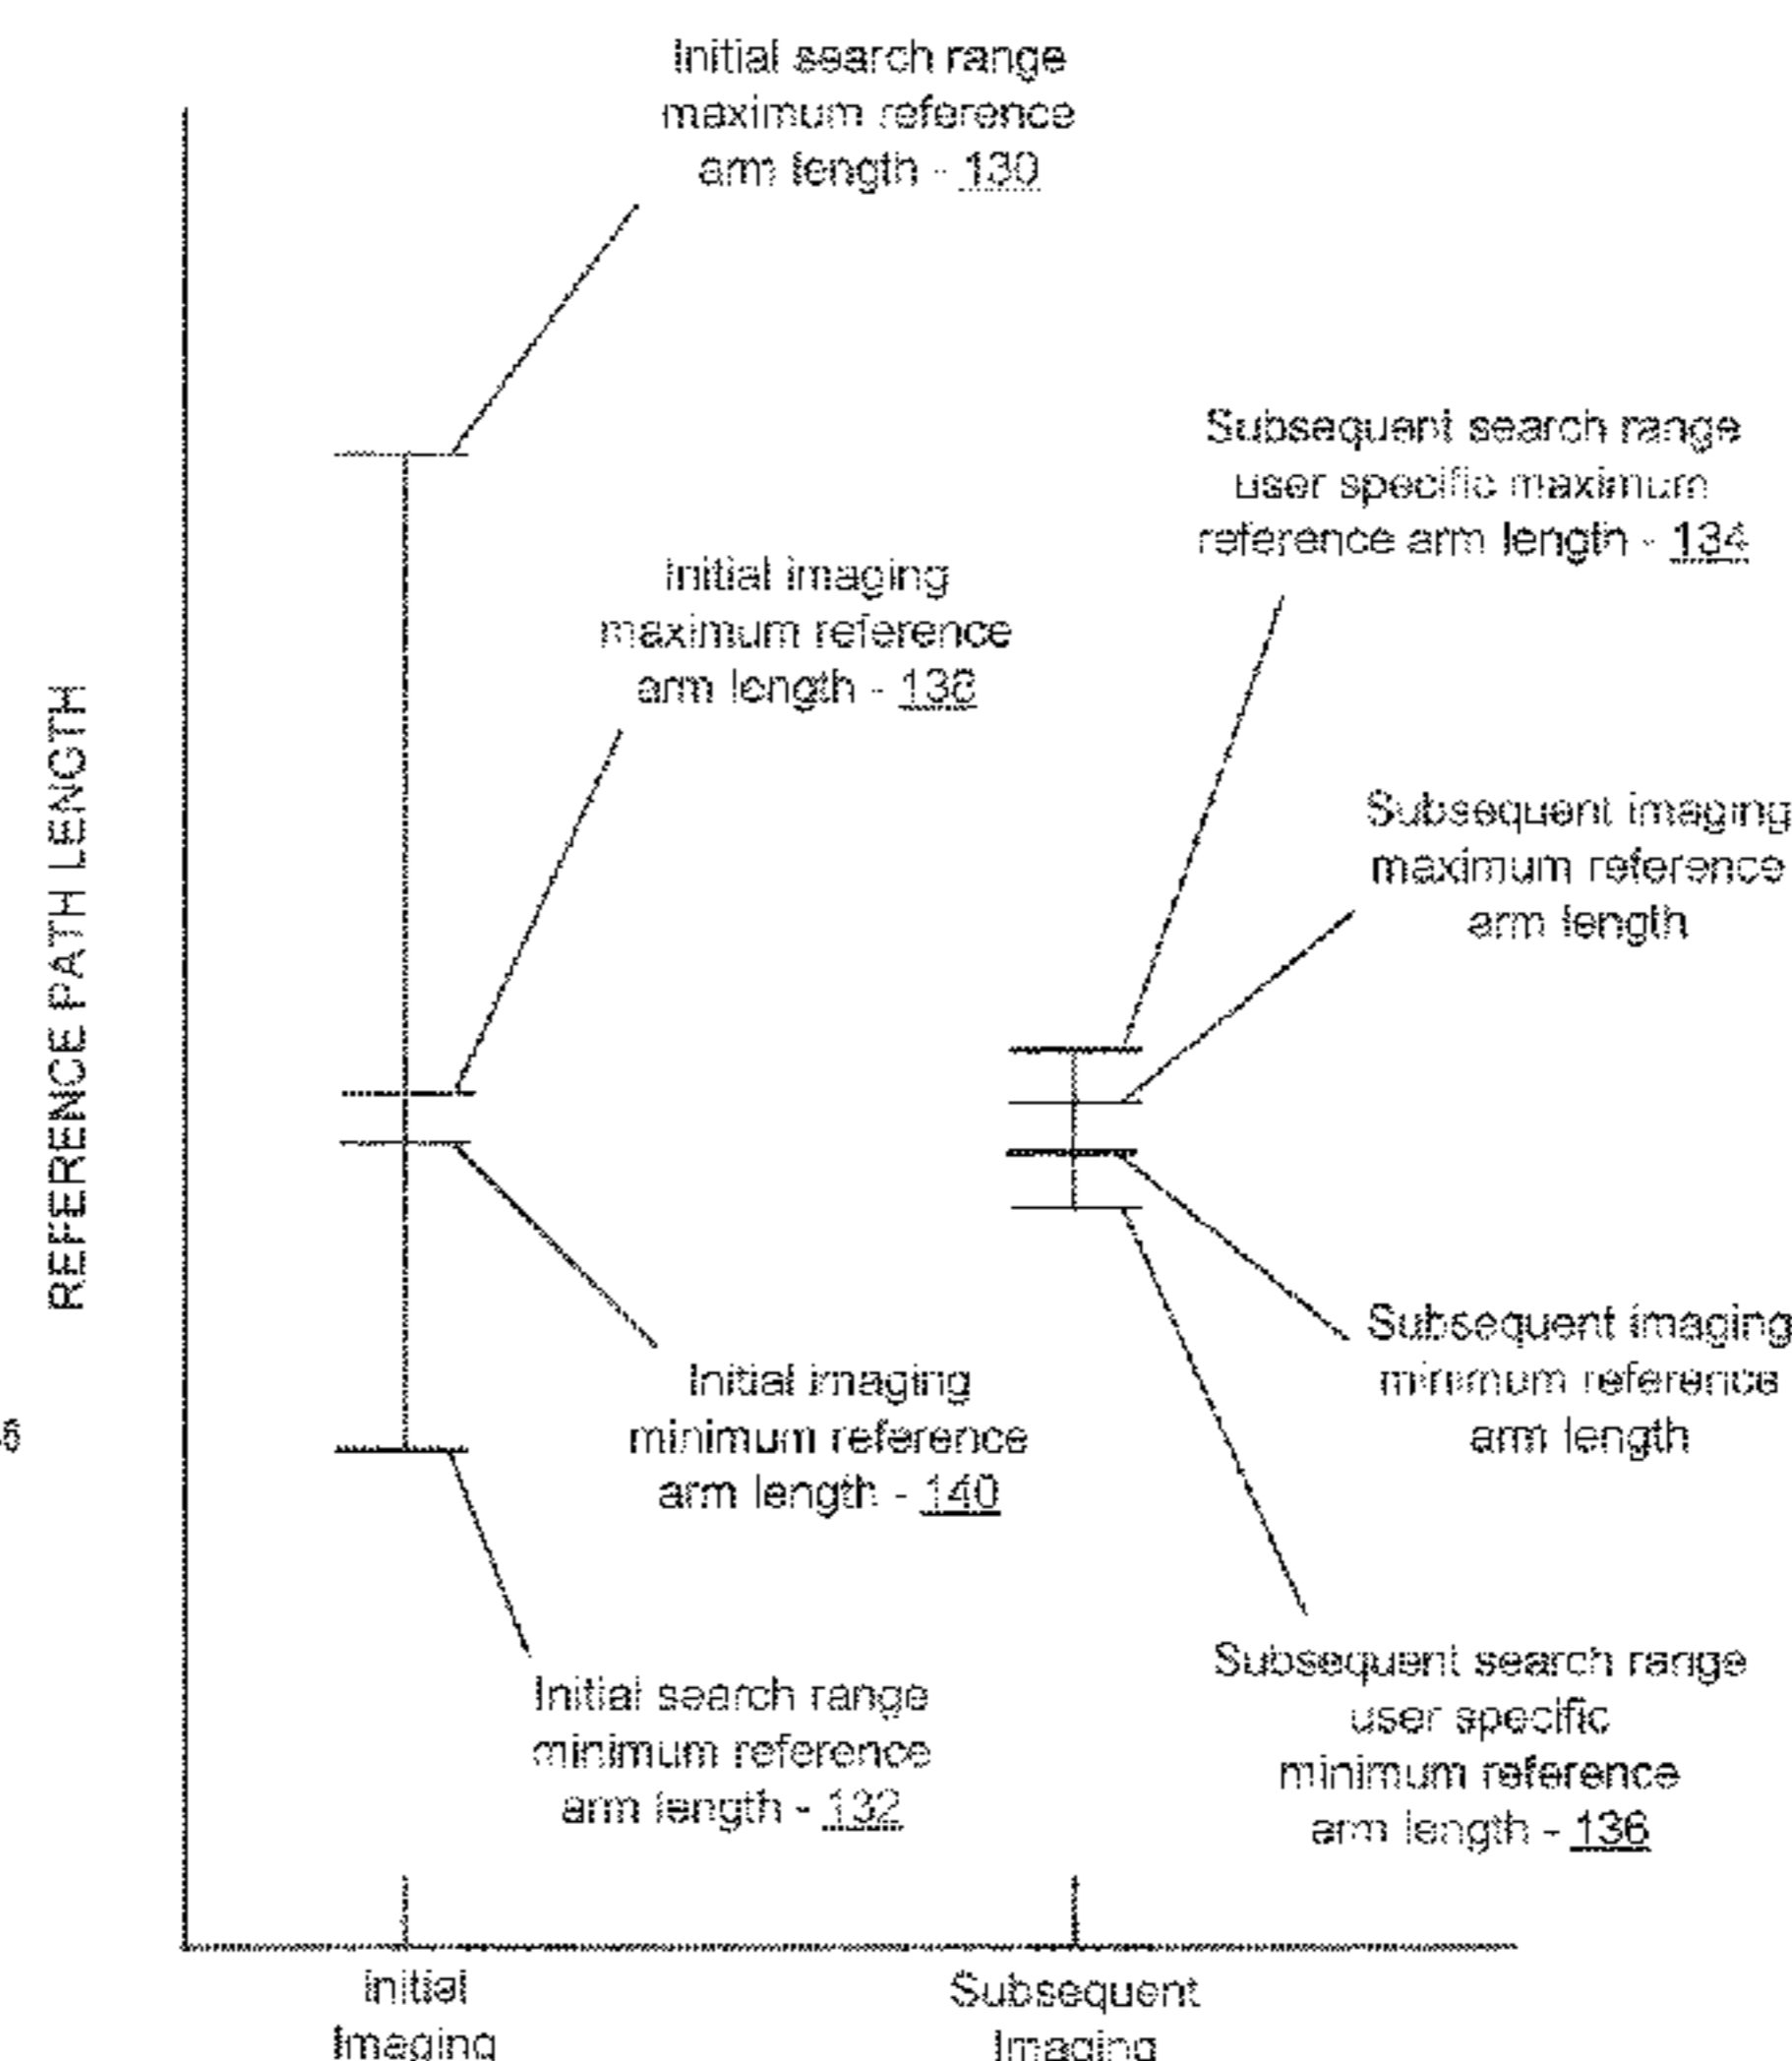 Initial search range
maximum reference
arm length - 130
Subsequent search range
user specific maximum
reference arm length - 134
Initial imaging
maximum reference
arm length - 138
REFERENCE PATH LENGTH
Subsequent imaging
maximum reference
arm length
Subsequent imaging
minimum reference
arm length
Initial imaging
minimum reference
arm length - 140
Subsequent search range
user specific
minimum reference
arm length - 136
Initial search range
minimum reference
arm length - 132
Initial
Imaging
Subsequent
Imaging